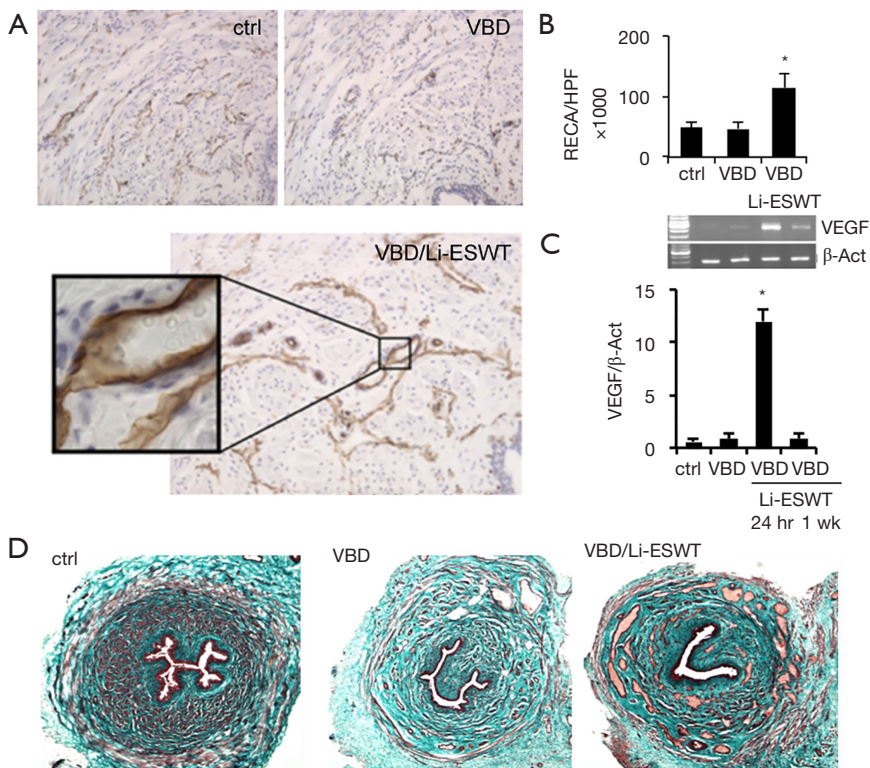 A
ctrl
VBD
VBD/Li-ESWT
B
200
100
0
RECA/HPF
×1000
*
ctrl VBD VBD
Li-ESWT
C
VEGF
β-Act
15
10
5
0
VEGF/β-Act
*
ctrl VBD VBD VBD
Li-ESWT
24 hr 1 wk
D
ctrl
VBD
VBD/Li-ESWT